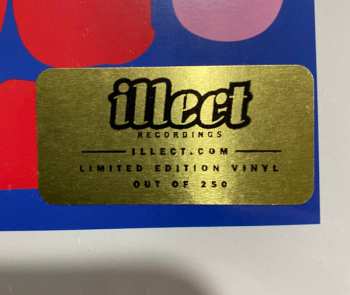 illect
RECORDINGS
ILLECT.COM
LIMITED EDITION VINYL
OUT OF 250